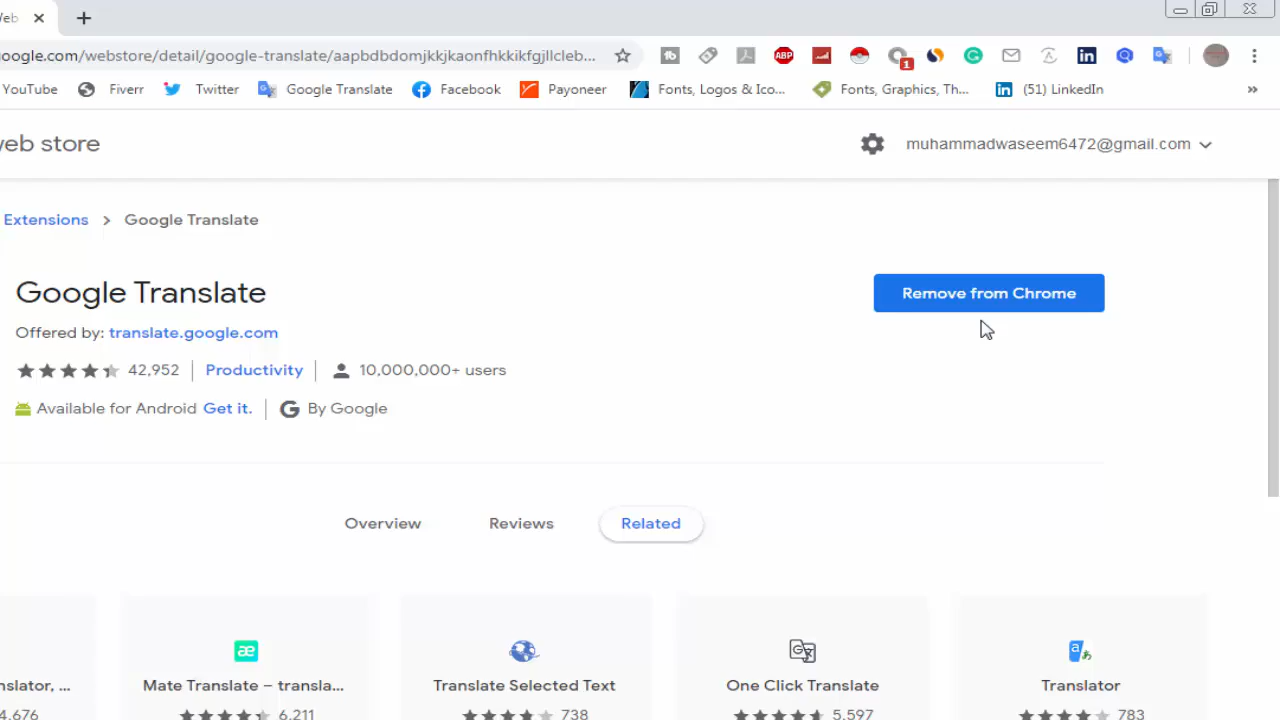 Veb
google.com/webstore/detail/google-translate/aapbdbdomjkkjkaonfhkkikfgjllcleb...
ABP
1
in
YouTube
Fiverr
Twitter
Google Translate
Facebook
Payoneer
Fonts, Logos & Ico...
Fonts, Graphics, Th...
in
(51) LinkedIn
»
web store
muhammadwaseem6472@gmail.com
Extensions
Google Translate
Google Translate
Remove from Chrome
Offered by: translate.google.com
42,952
Productivity
10,000,000+ users
Available for Android Get it.
G By Google
Overview
Reviews
Related
nslator, ...
Mate Translate – transla...
Translate Selected Text
One Click Translate
Translator
4,676
6,211
738
5,597
783